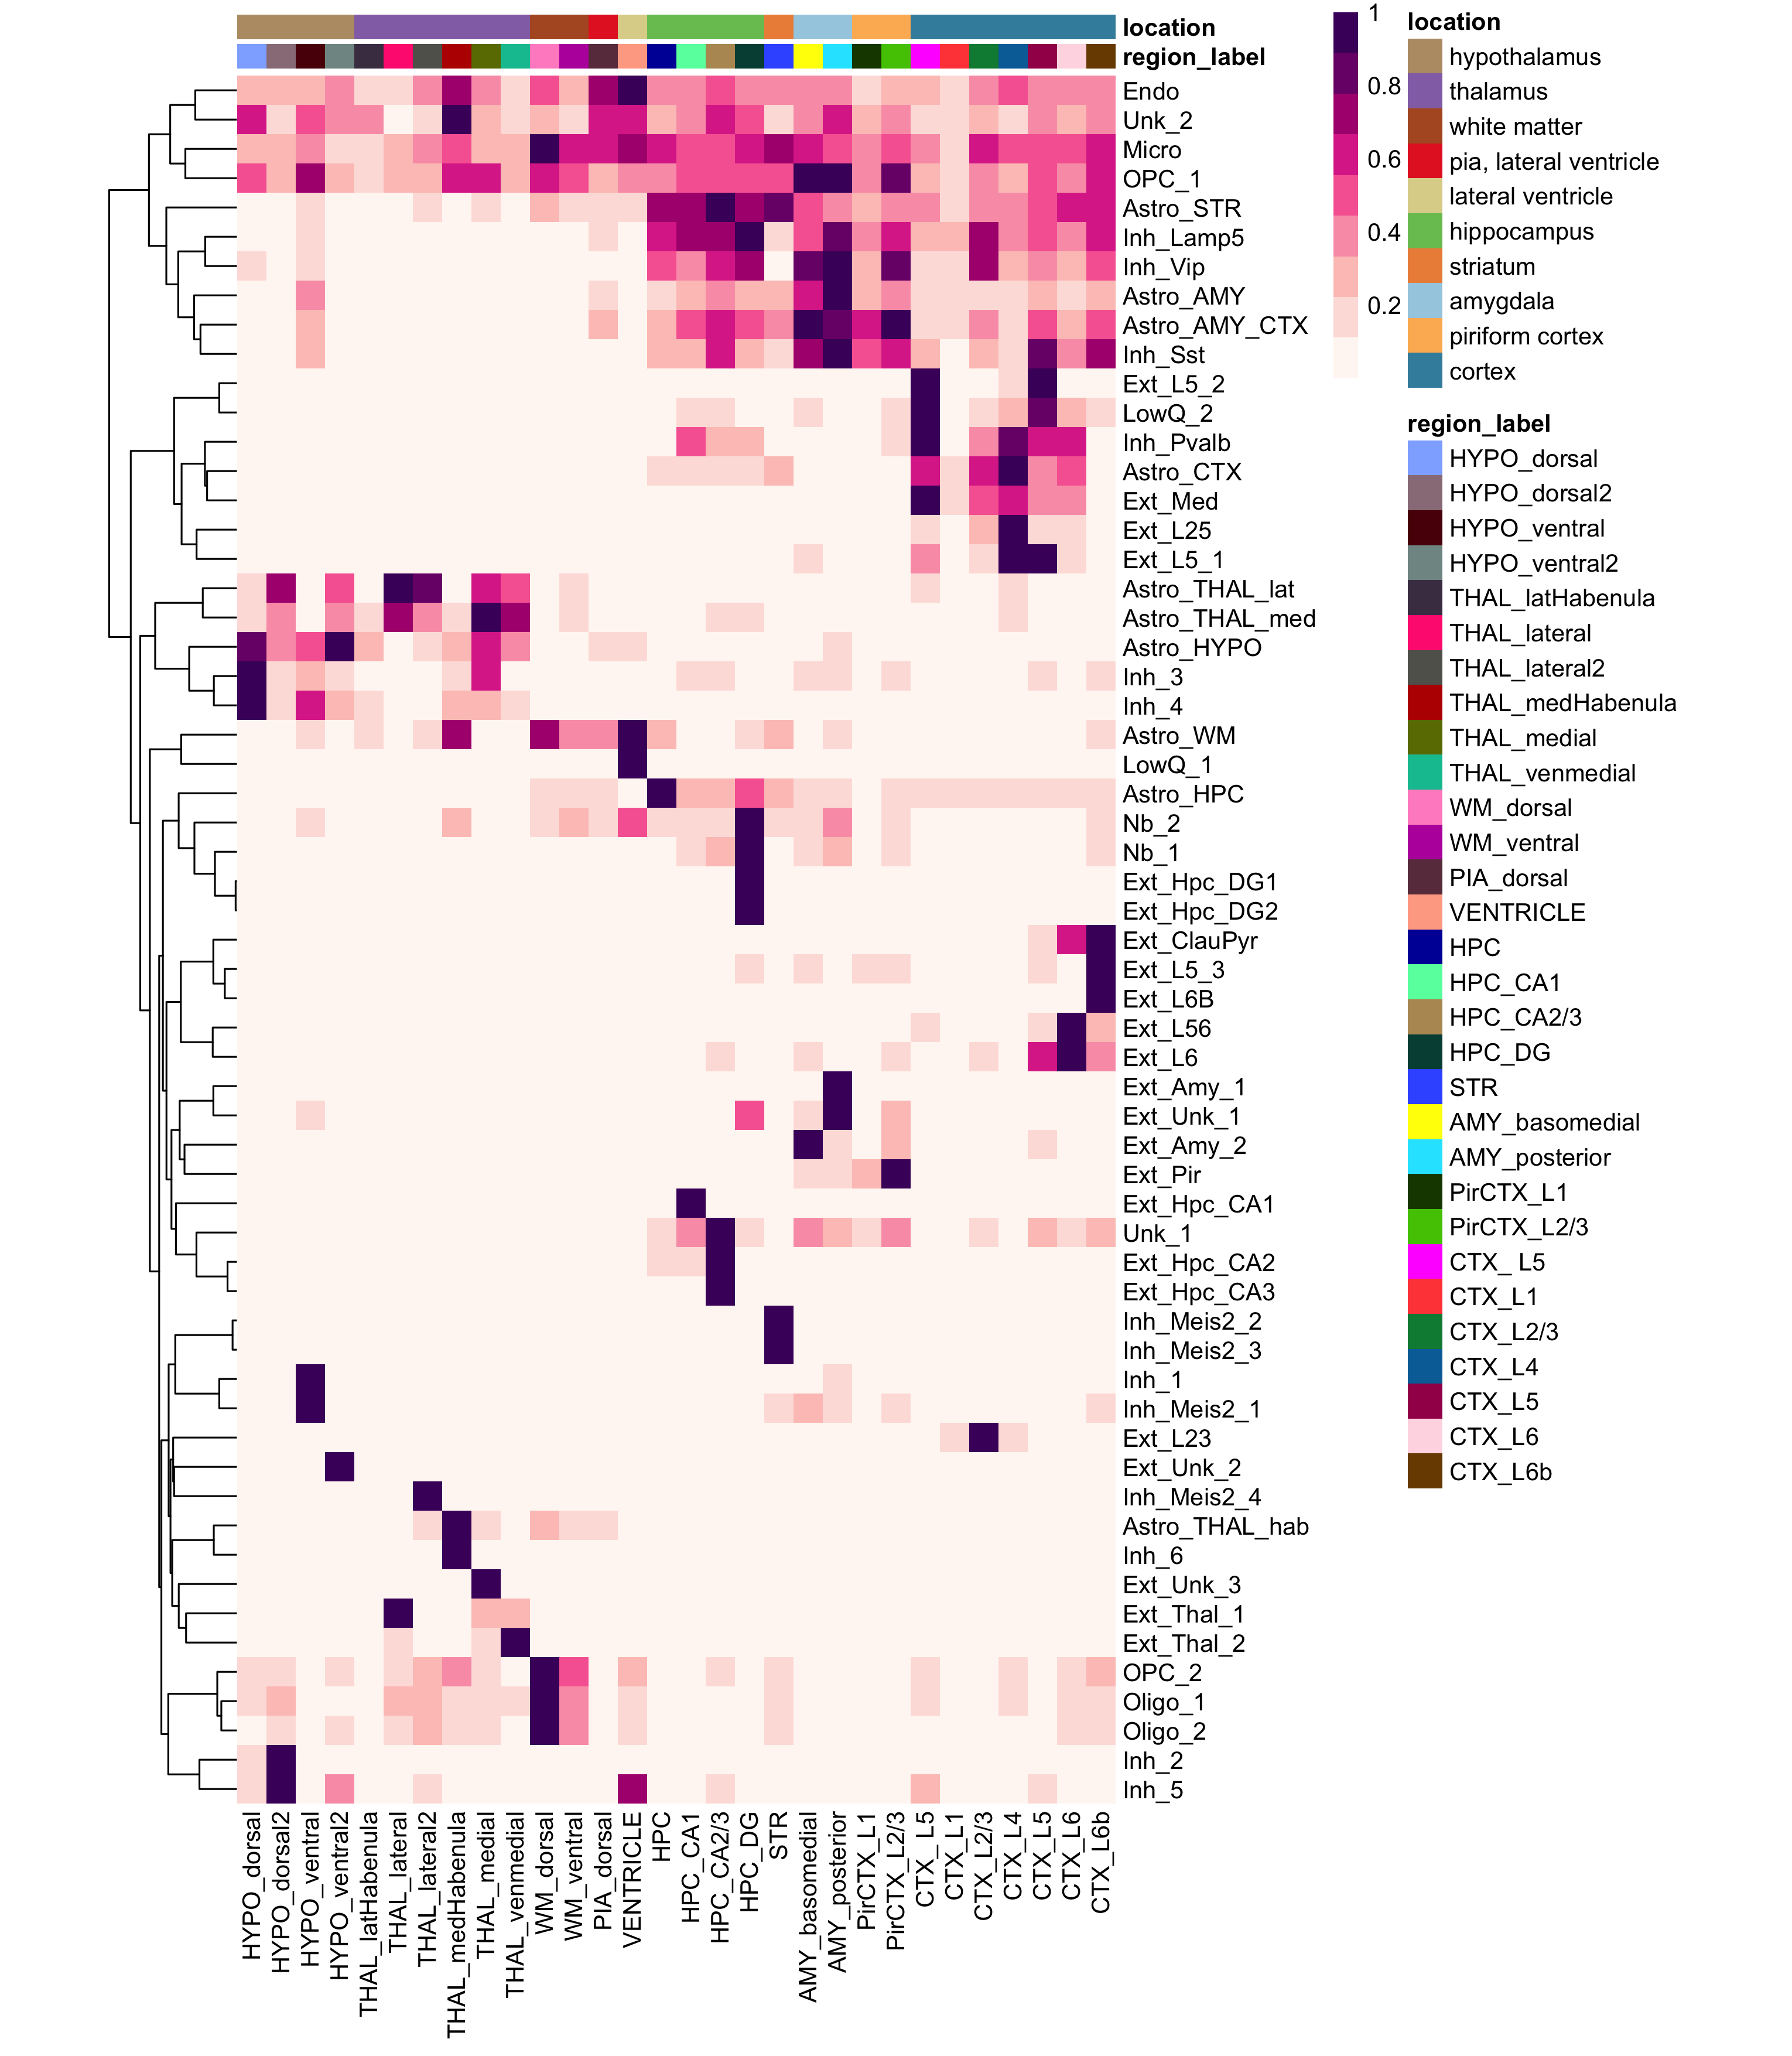 location
region_label
Endo
Unk_2
Micro
OPC_1
Astro_STR
Inh_Lamp5
Inh_Vip
Astro_AMY
Astro_AMY_CTX
Inh_Sst
Ext_L5_2
LowQ_2
Inh_Pvalb
Astro_CTX
Ext_Med
Ext_L25
Ext_L5_1
Astro_THAL_lat
Astro_THAL_med
Astro_HYPO
Inh_3
Inh_4
Astro_WM
LowQ_1
Astro_HPC
Nb_2
Nb_1
Ext_Hpc_DG1
Ext_Hpc_DG2
Ext_ClauPyr
Ext_L5_3
Ext_L6B
Ext_L56
Ext_L6
Ext_Amy_1
Ext_Unk_1
Ext_Amy_2
Ext_Pir
Ext_Hpc_CA1
Unk_1
Ext_Hpc_CA2
Ext_Hpc_CA3
Inh_Meis2_2
Inh_Meis2_3
Inh_1
Inh_Meis2_1
Ext_L23
Ext_Unk_2
Inh_Meis2_4
Astro_THAL_hab
Inh_6
Ext_Unk_3
Ext_Thal_1
Ext_Thal_2
OPC_2
Oligo_1
Oligo_2
Inh_2
Inh_5
HYPO_dorsal
HYPO_dorsal2
HYPO_ventral
HYPO_ventral2
THAL_latHabenula
THAL_lateral
THAL_lateral2
THAL_medHabenula
THAL_medial
THAL_venmedial
WM_dorsal
WM_ventral
PIA_dorsal
VENTRICLE
HPC
HPC_CA1
HPC_CA2/3
HPC_DG
STR
AMY_basomedial
AMY_posterior
PirCTX_L1
PirCTX_L2/3
CTX_ L5
CTX_L1
CTX_L2/3
CTX_L4
CTX_L5
CTX_L6
CTX_L6b
1
0.8
0.6
0.4
0.2
location
hypothalamus
thalamus
white matter
pia, lateral ventricle
lateral ventricle
hippocampus
striatum
amygdala
piriform cortex
cortex
region_label
HYPO_dorsal
HYPO_dorsal2
HYPO_ventral
HYPO_ventral2
THAL_latHabenula
THAL_lateral
THAL_lateral2
THAL_medHabenula
THAL_medial
THAL_venmedial
WM_dorsal
WM_ventral
PIA_dorsal
VENTRICLE
HPC
HPC_CA1
HPC_CA2/3
HPC_DG
STR
AMY_basomedial
AMY_posterior
PirCTX_L1
PirCTX_L2/3
CTX_ L5
CTX_L1
CTX_L2/3
CTX_L4
CTX_L5
CTX_L6
CTX_L6b